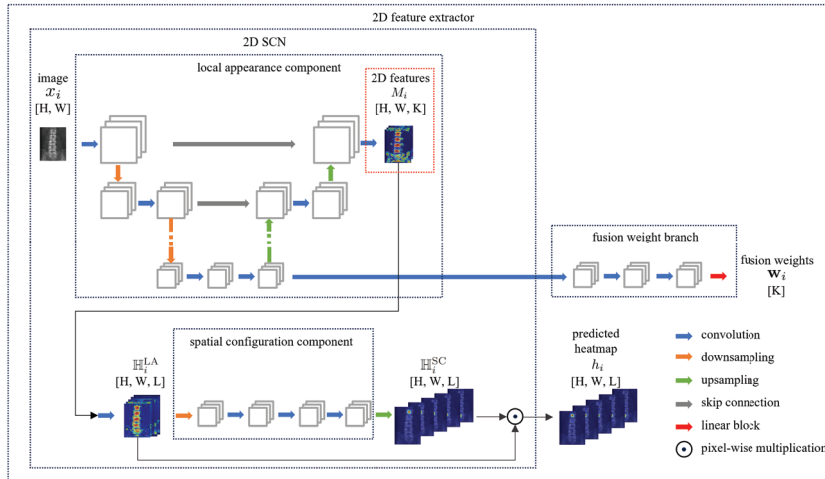 2D feature extractor
2D SCN
local appearance component
image
x_i
[H, W]
2D features
M_i
[H, W, K]
fusion weight branch
fusion weights
w_i
[K]
spatial configuration component
ℍ_i^LA
[H, W, L]
ℍ_i^SC
[H, W, L]
predicted
heatmap
h_i
[H, W, L]
convolution
downsampling
upsampling
skip connection
linear block
pixel-wise multiplication